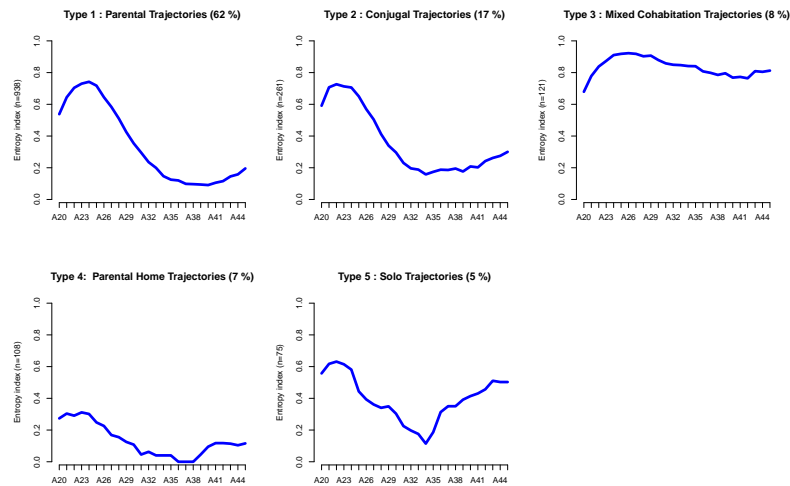 Type 1 : Parental Trajectories (62 %)
Entropy index (n=938)
0.0 0.2 0.4 0.6 0.8 1.0
A20 A23 A26 A29 A32 A35 A38 A41 A44
Type 2 : Conjugal Trajectories (17 %)
Entropy index (n=261)
0.0 0.2 0.4 0.6 0.8 1.0
A20 A23 A26 A29 A32 A35 A38 A41 A44
Type 3 : Mixed Cohabitation Trajectories (8 %)
Entropy index (n=121)
0.0 0.2 0.4 0.6 0.8 1.0
A20 A23 A26 A29 A32 A35 A38 A41 A44
Type 4: Parental Home Trajectories (7 %)
Entropy index (n=108)
0.0 0.2 0.4 0.6 0.8 1.0
A20 A23 A26 A29 A32 A35 A38 A41 A44
Type 5 : Solo Trajectories (5 %)
Entropy index (n=75)
0.0 0.2 0.4 0.6 0.8 1.0
A20 A23 A26 A29 A32 A35 A38 A41 A44